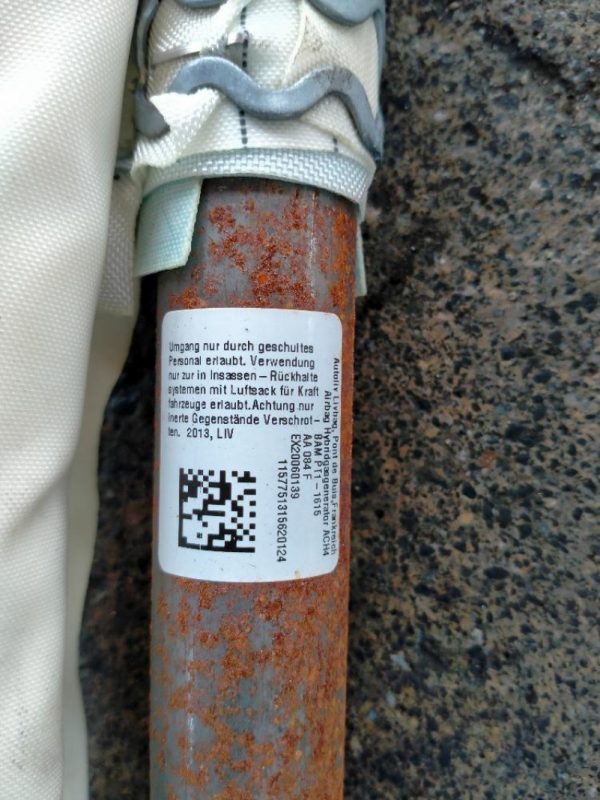 Umgang nur durch geschultes
Personal erlaubt. Verwendung
nur zur in Insassen – Rückhalte
systemen mit Luftsack für Kraft
fahrzeuge erlaubt.Achtung nur
inerte Gegenstände Verschrot –
ten. 2013, LIV
Autoliv Livbag, Pont de Buis,Frankreich
Airbag Hybridgasgenerator ACH4
BAM PT1 – 1615
AA 084 F
EX20060139
1157751315620124